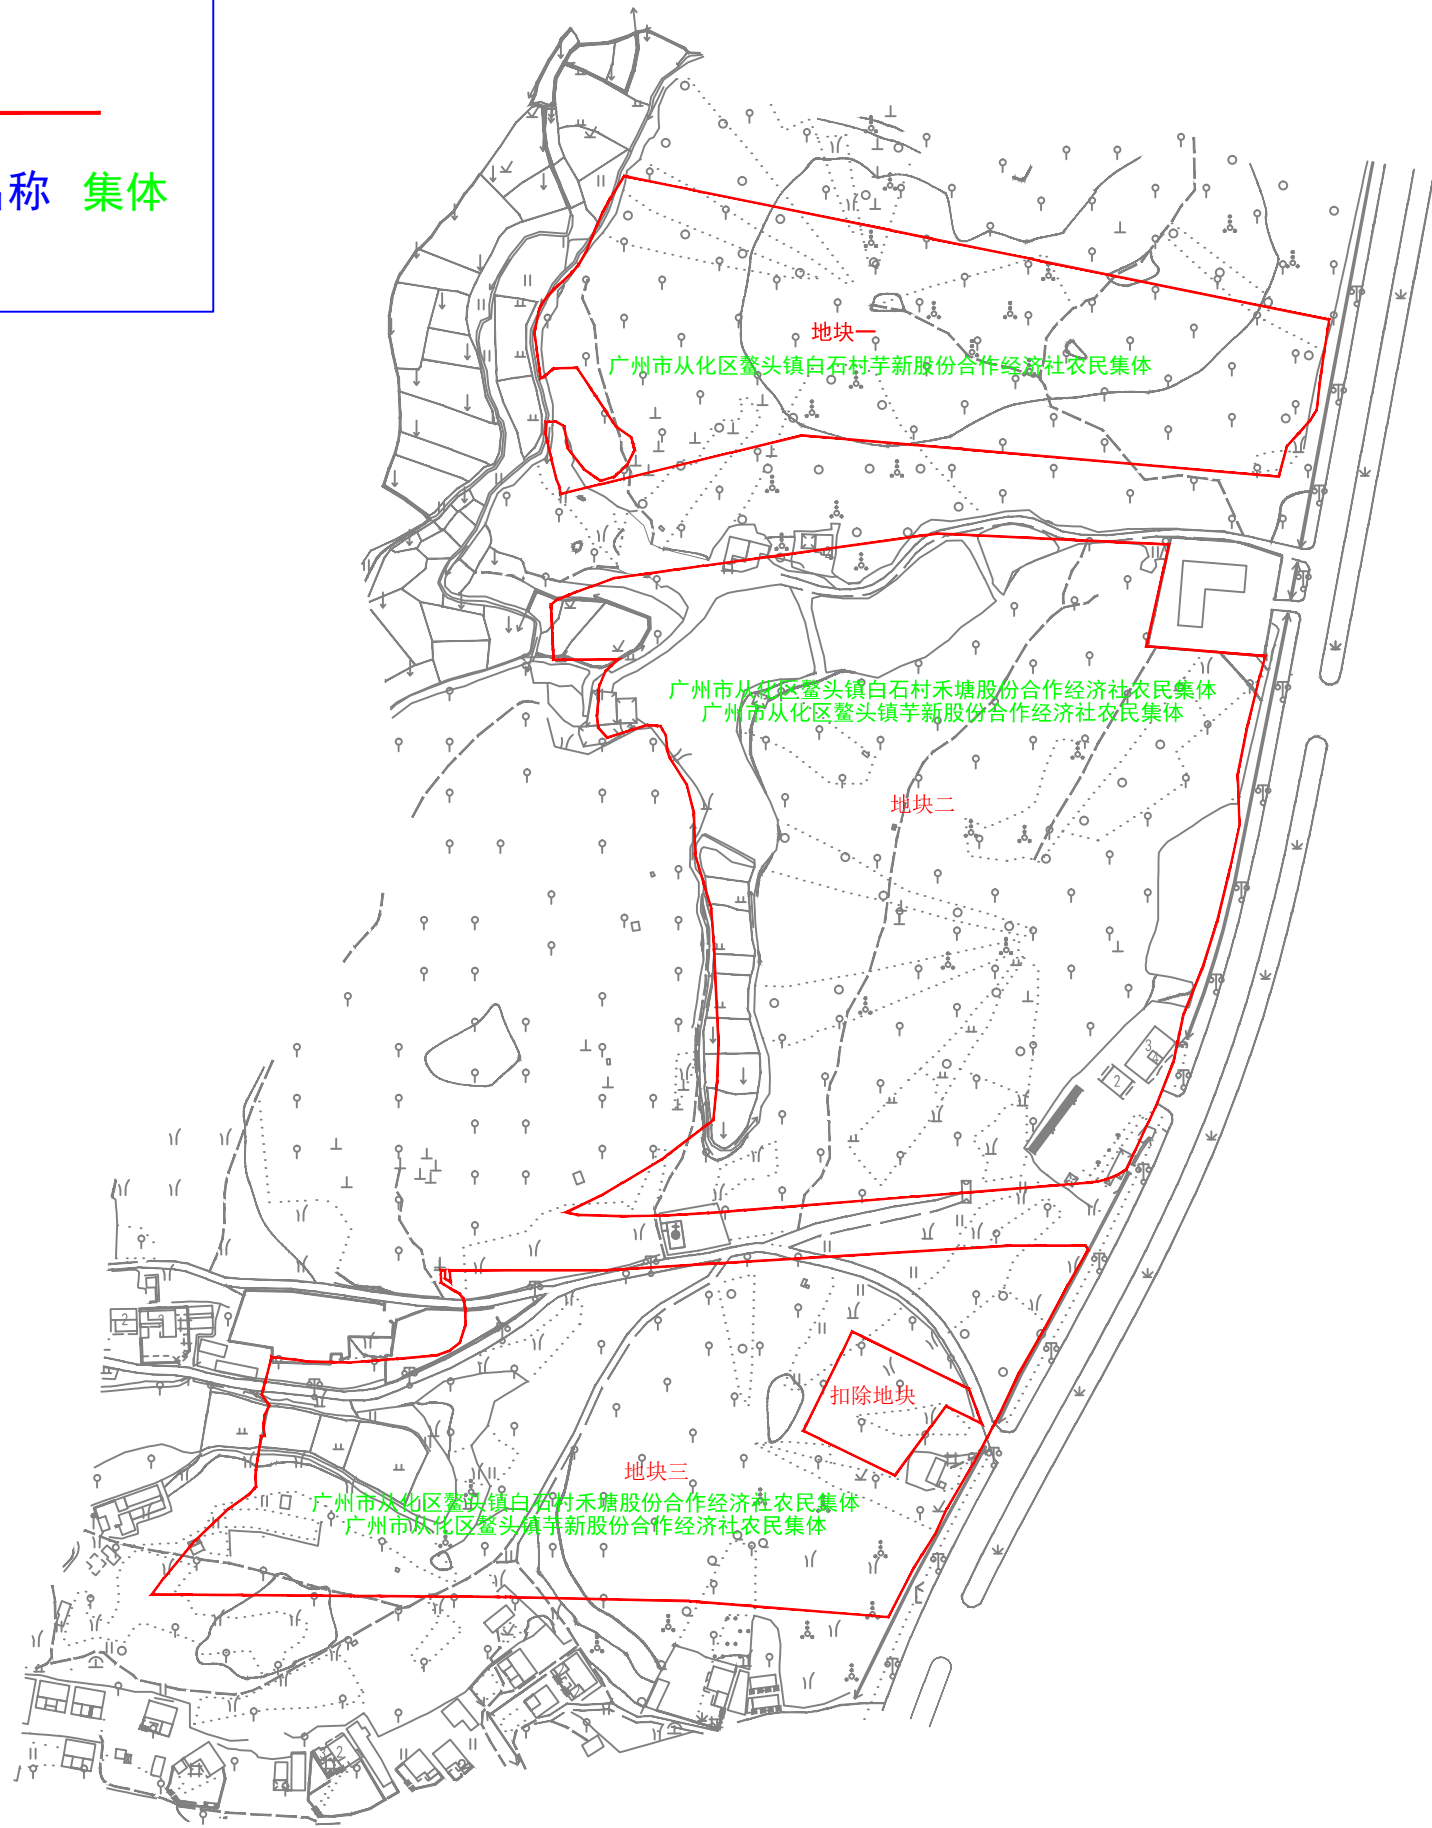 称 集体
地块一
广州市从化区鳌头镇白石村芋新股份合作经济社农民集体
广州市从化区鳌头镇白石村禾塘股份合作经济社农民集体
广州市从化区鳌头镇芋新股份合作经济社农民集体
地块二
3
2
2
扣除地块
地块三
广州市从化区鳌头镇白石村禾塘股份合作经济社农民集体
广州市从化区鳌头镇芋新股份合作经济社农民集体
2
2